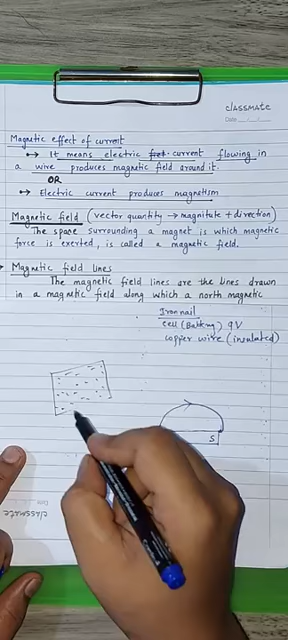 classmate
Date
Magnetic effect of current
↦ It means electric current flowing in
a wire produces magnetic field around it.
OR
↦ Electric current produces magnetism
Magnetic field (vector quantity → magnitute + direction)
The space surrounding a magnet is which magnetic
force is exerted, is called a magnetic field.
Magnetic field lines
The magnetic field lines are the lines drawn
in a magnetic field along which a north magnetic
Iron nail
cell (Battery) 9V
copper wire (insulated)
S
classmate